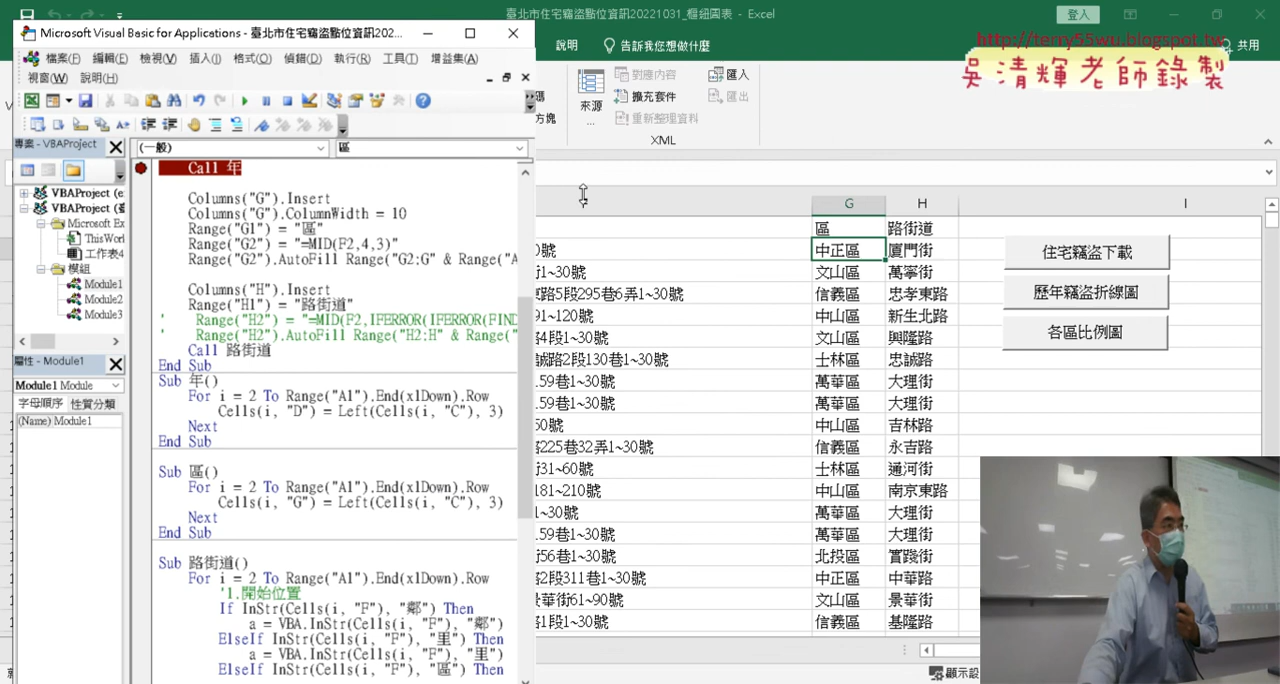 臺北市住宅竊盜點位資訊20221031_樞紐圖表 - Excel
登入
Microsoft Visual Basic for Applications - 臺北市住宅竊盜點位資訊202...
http://terry55wu.blogspot.tw
吳清輝老師錄製
說明
告訴我您想做什麼
共用
檔案(F) 編輯(E) 檢視(V) 插入(I) 格式(O) 偵錯(D) 執行(R) 工具(T) 增益集(A)
視窗(W) 說明(H)
來源
...
對應內容
擴充套件
重新整理資料
匯入
匯出
XML
專案 - VBAProject
(一般)
區
VBAProject (e
VBAProject (臺
Microsoft Ex
ThisWor
工作表4
模組
Module1
Module2
Module3
屬性 - Module1
Module1 Module
字母順序 性質分類
(Name) Module1
Call 年
Columns("G").Insert
Columns("G").ColumnWidth = 10
Range("G1") = "區"
Range("G2") = "=MID(F2,4,3)"
Range("G2").AutoFill Range("G2:G" & Range("A
Columns("H").Insert
Range("H1") = "路街道"
' Range("H2") = "=MID(F2,IFERROR(IFERROR(FIND
' Range("H2").AutoFill Range("H2:H" & Range("
Call 路街道
End Sub
Sub 年()
For i = 2 To Range("A1").End(xlDown).Row
Cells(i, "D") = Left(Cells(i, "C"), 3)
Next
End Sub
Sub 區()
For i = 2 To Range("A1").End(xlDown).Row
Cells(i, "G") = Left(Cells(i, "C"), 3)
Next
End Sub
Sub 路街道()
For i = 2 To Range("A1").End(xlDown).Row
'1.開始位置
If InStr(Cells(i, "F"), "鄰") Then
a = VBA.InStr(Cells(i, "F"), "鄰")
ElseIf InStr(Cells(i, "F"), "里") Then
a = VBA.InStr(Cells(i, "F"), "里")
ElseIf InStr(Cells(i, "F"), "區") Then
G H I
區 路街道
0號 中正區 廈門街
街1~30號 文山區 萬寧街
路5段295巷6弄1~30號 信義區 忠孝東路
91~120號 中山區 新生北路
路4段1~30號 文山區 興隆路
誠路2段130巷1~30號 士林區 忠誠路
159巷1~30號 萬華區 大理街
159巷1~30號 萬華區 大理街
60號 中山區 吉林路
路225巷32弄1~30號 信義區 永吉路
街31~60號 士林區 通河街
181~210號 中山區 南京東路
1~30號 萬華區 大理街
159巷1~30號 萬華區 大理街
街56巷1~30號 北投區 實踐街
路2段311巷1~30號 中正區 中華路
景華街61~90號 文山區 景華街
路1段1~30號 信義區 基隆路
住宅竊盜下載
歷年竊盜折線圖
各區比例圖
顯示設